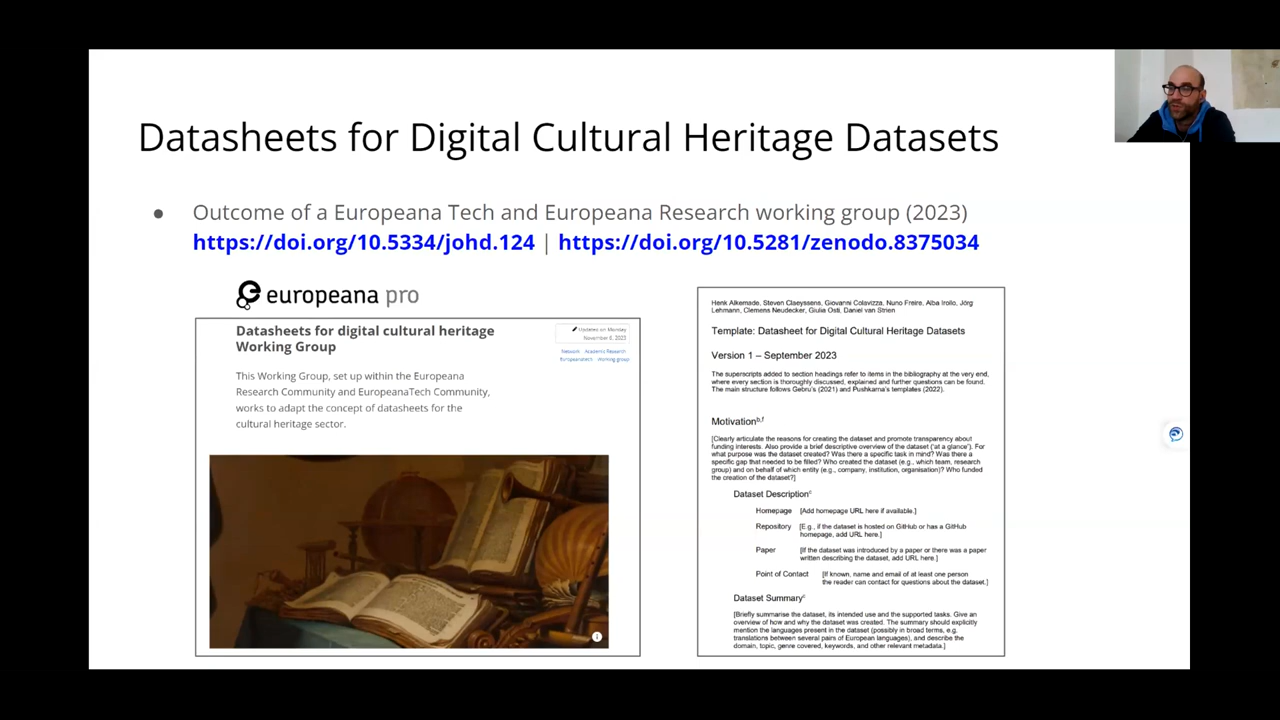 Datasheets for Digital Cultural Heritage Datasets
● Outcome of a Europeana Tech and Europeana Research working group (2023)
https://doi.org/10.5334/johd.124 | https://doi.org/10.5281/zenodo.8375034
europeana pro
Datasheets for digital cultural heritage
Working Group
Updated on Monday
November 6, 2023
Network Academic Research
EuropeanaTech Working group
This Working Group, set up within the Europeana
Research Community and EuropeanaTech Community,
works to adapt the concept of datasheets for the
cultural heritage sector.
Henk Alkemade, Steven Claeyssens, Giovanni Colavizza, Nuno Freire, Alba Irollo, Jörg
Lehmann, Clemens Neudecker, Giulia Osti, Daniel van Strien
Template: Datasheet for Digital Cultural Heritage Datasets
Version 1 – September 2023
The superscripts added to section headings refer to items in the bibliography at the very end,
where every section is thoroughly discussed, explained and further questions can be found.
The main structure follows Gebru's (2021) and Pushkarna's templates (2022).
Motivation b,f
[Clearly articulate the reasons for creating the dataset and promote transparency about
funding interests. Also provide a brief descriptive overview of the dataset ('at a glance'). For
what purpose was the dataset created? Was there a specific task in mind? Was there a
specific gap that needed to be filled? Who created the dataset (e.g., which team, research
group) and on behalf of which entity (e.g., company, institution, organisation)? Who funded
the creation of the dataset?]
Dataset Description c
Homepage [Add homepage URL here if available.]
Repository [E.g., if the dataset is hosted on GitHub or has a GitHub
homepage, add URL here.]
Paper [If the dataset was introduced by a paper or there was a paper
written describing the dataset, add URL here.]
Point of Contact [If known, name and email of at least one person
the reader can contact for questions about the dataset.]
Dataset Summary c
[Briefly summarise the dataset, its intended use and the supported tasks. Give an
overview of how and why the dataset was created. The summary should explicitly
mention the languages present in the dataset (possibly in broad terms, e.g.
translations between several pairs of European languages), and describe the
domain, topic, genre covered, keywords, and other relevant metadata.]